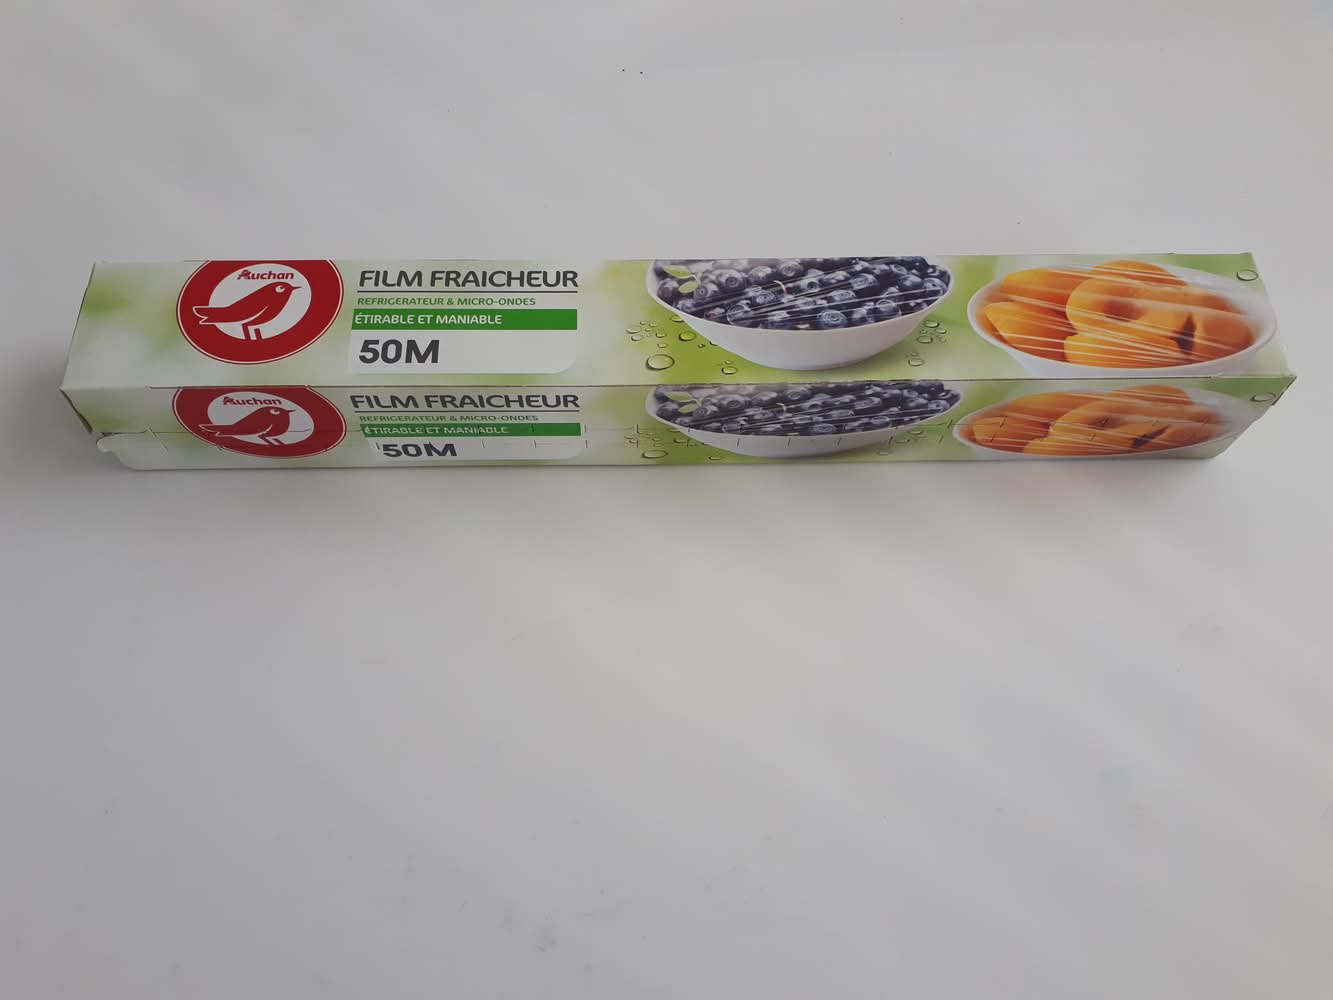 Auchan
FILM FRAICHEUR
REFRIGERATEUR & MICRO-ONDES
ÉTIRABLE ET MANIABLE
50M
Auchan
FILM FRAICHEUR
REFRIGERATEUR & MICRO-ONDES
ÉTIRABLE ET MANIABLE
50M